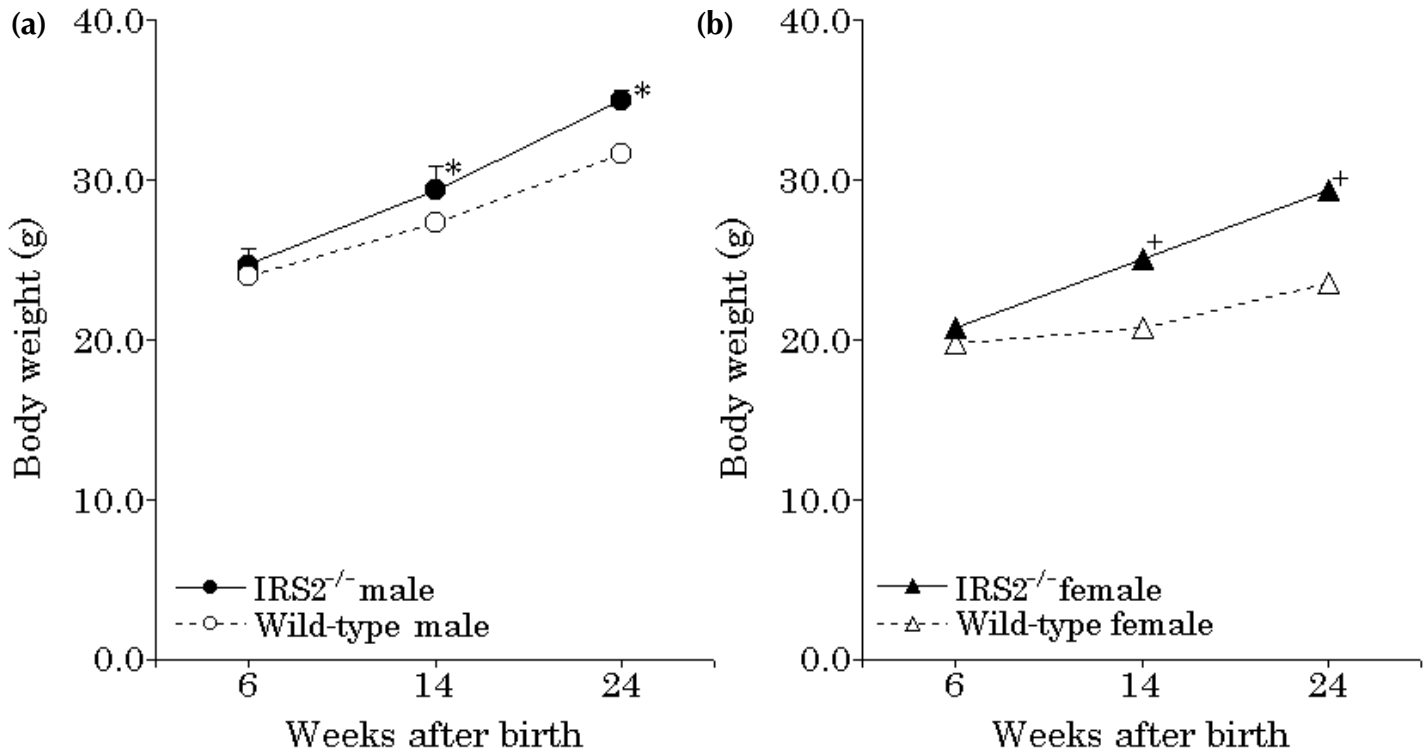 (a)
40.0
30.0
20.0
10.0
0.0
Body weight (g)
*
*
IRS2-/- male
Wild-type male
6 14 24
Weeks after birth
(b)
40.0
30.0
20.0
10.0
0.0
Body weight (g)
+
+
IRS2-/- female
Wild-type female
6 14 24
Weeks after birth